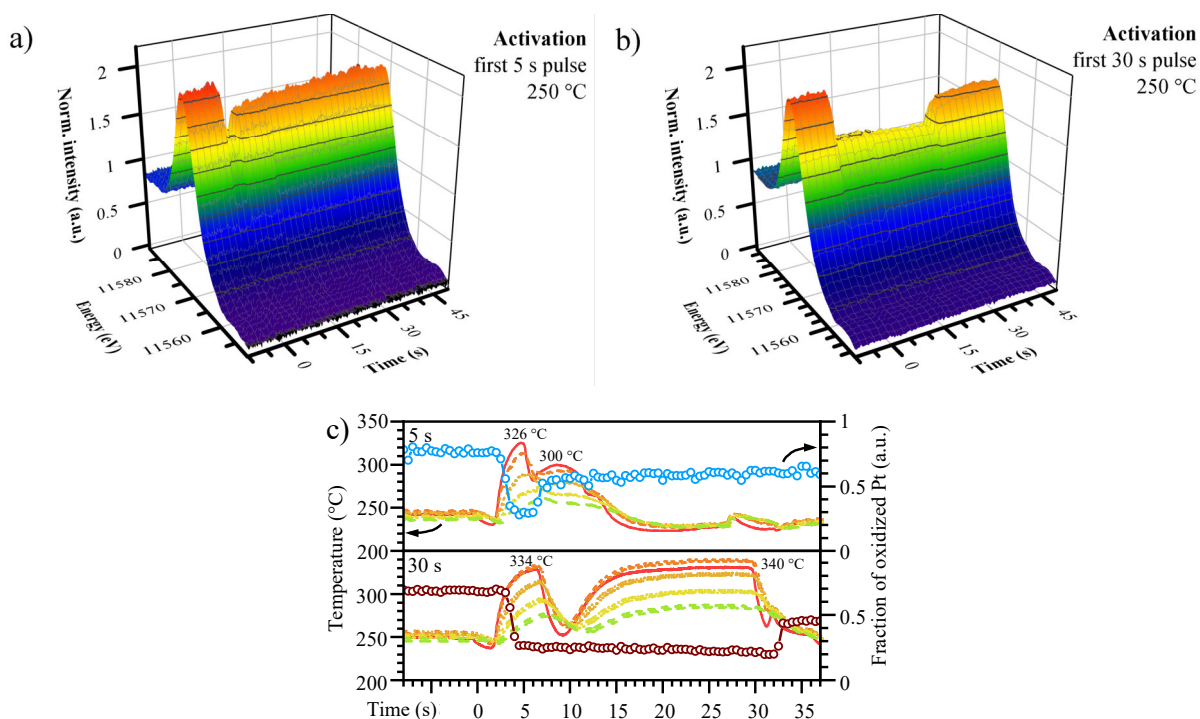 a)
Activation
first 5 s pulse
250 °C
Norm. intensity (a.u.)
2
1.5
1
0.5
0
11580
11570
11560
Energy (eV)
0
15
30
45
Time (s)
b)
Activation
first 30 s pulse
250 °C
Norm. intensity (a.u.)
2
1.5
1
0.5
0
11580
11570
11560
Energy (eV)
0
15
30
45
Time (s)
c)
5 s
326 °C
300 °C
30 s
334 °C
340 °C
Temperature (°C)
350
300
250
200
300
250
200
Fraction of oxidized Pt (a.u.)
1
0.5
0
0.5
0
Time (s)
0
5
10
15
20
25
30
35